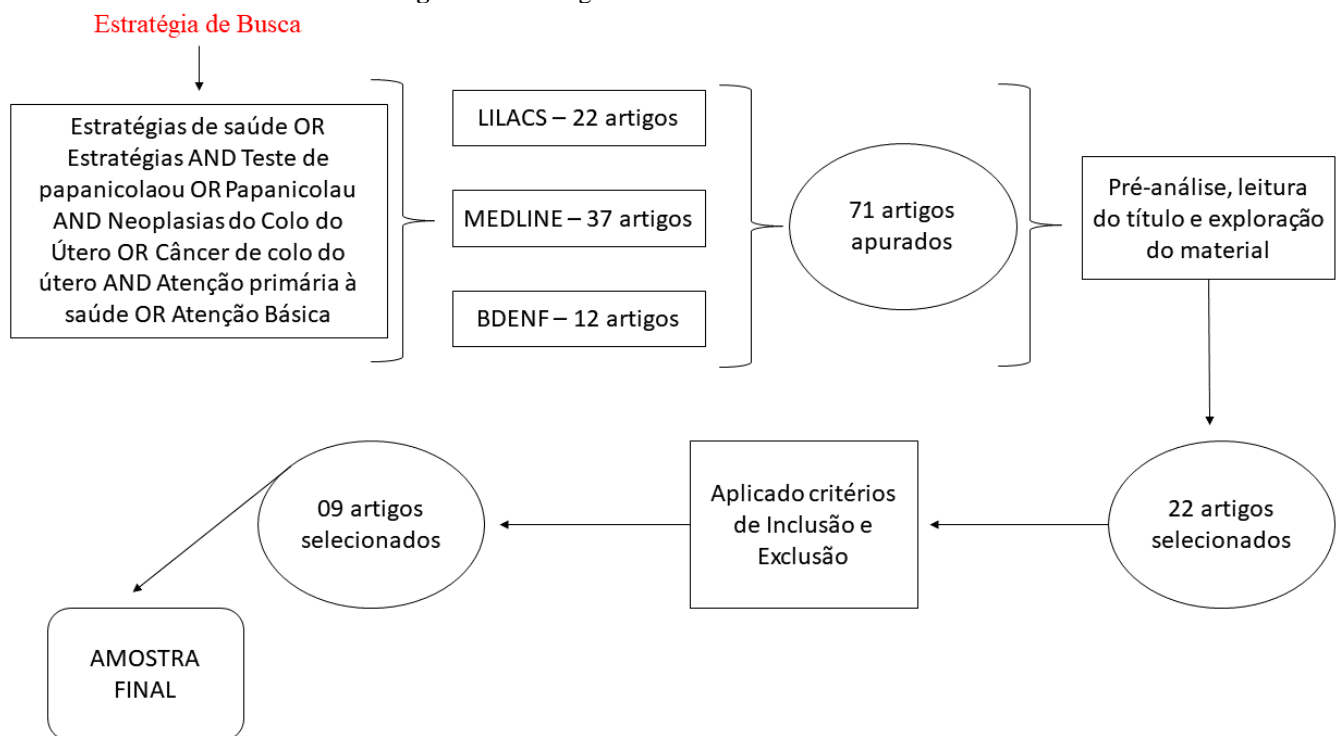 Estratégia de Busca
Estratégias de saúde OR
Estratégias AND Teste de
papanicolaou OR Papanicolau
AND Neoplasias do Colo do
Útero OR Câncer de colo do
útero AND Atenção primária à
saúde OR Atenção Básica
LILACS – 22 artigos
MEDLINE – 37 artigos
BDENF – 12 artigos
71 artigos
apurados
Pré-análise, leitura
do título e exploração
do material
22 artigos
selecionados
Aplicado critérios
de Inclusão e
Exclusão
09 artigos
selecionados
AMOSTRA
FINAL